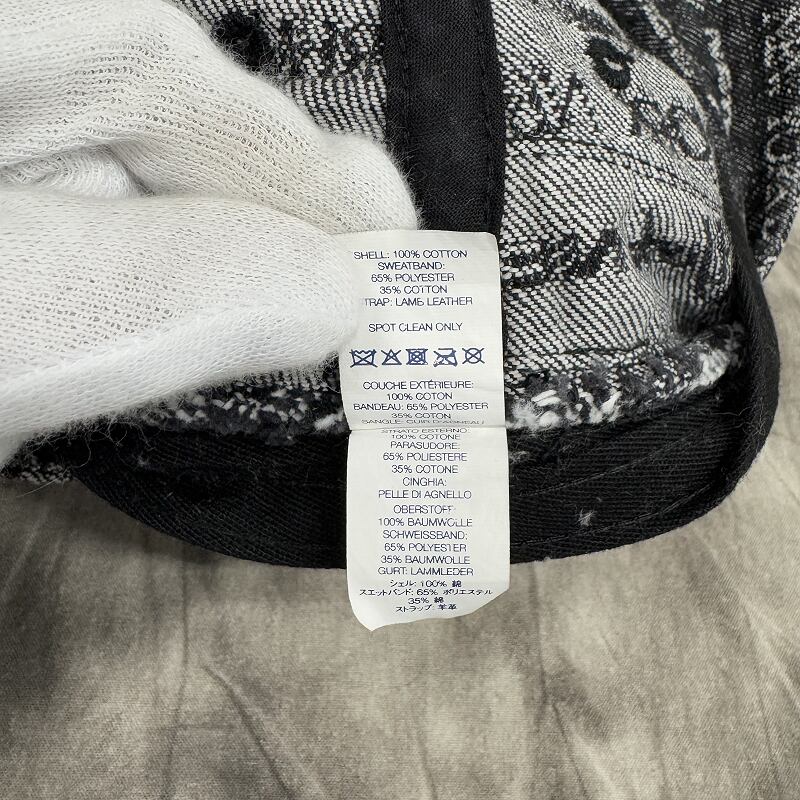 SHELL: 100% COTTON
SWEATBAND:
65% POLYESTER
35% COTTON
STRAP: LAMB LEATHER
SPOT CLEAN ONLY
COUCHE EXTÉRIEURE:
100% COTON
BANDEAU: 65% POLYESTER
35% COTON
SANGLE: CUIR D'AGNEAU
STRATO ESTERNO:
100% COTONE
PARASUDORE:
65% POLIESTERE
35% COTONE
CINGHIA:
PELLE DI AGNELLO
OBERSTOFF
100% BAUMWOLLE
SCHWEISSBAND:
65% POLYESTER
35% BAUMWOLLE
GURT: LAMMLEDER
シェル: 100% 綿
スエットバンド: 65% ポリエステル
35% 綿
ストラップ: 羊革